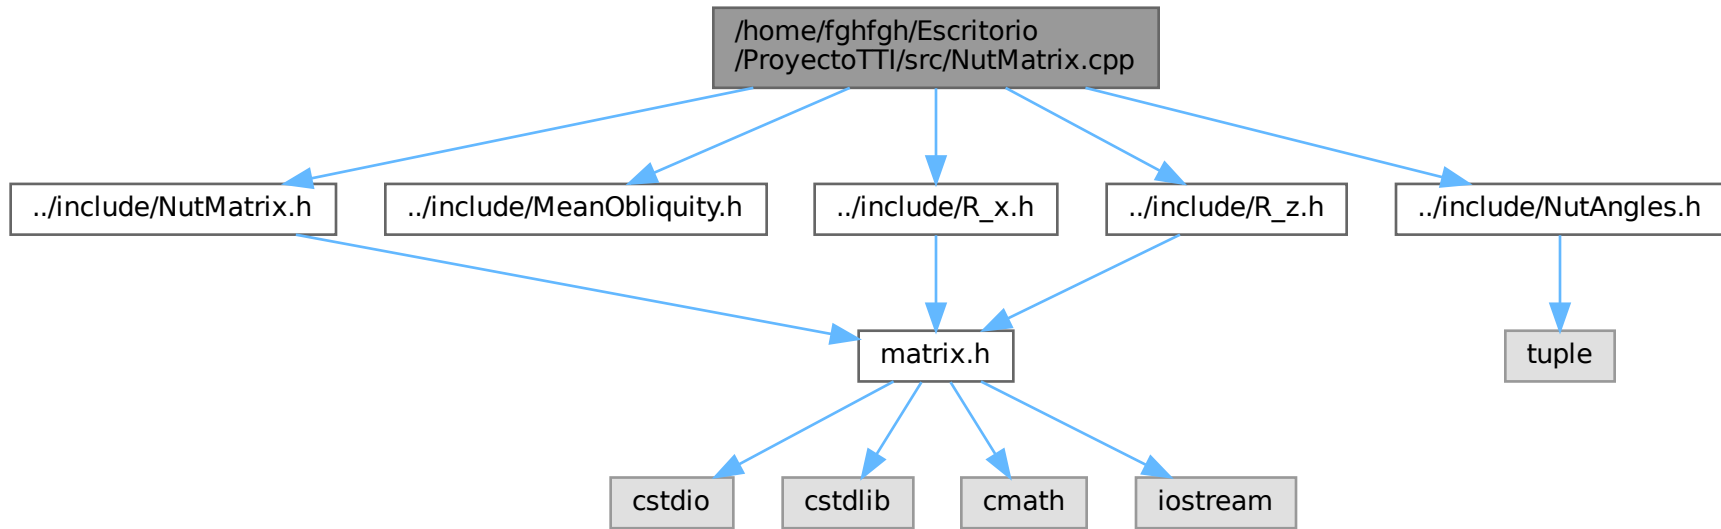 /home/fghfgh/Escritorio
/ProyectoTTI/src/NutMatrix.cpp
../include/NutMatrix.h
../include/MeanObliquity.h
../include/R_x.h
../include/R_z.h
../include/NutAngles.h
matrix.h
tuple
cstdio
cstdlib
cmath
iostream